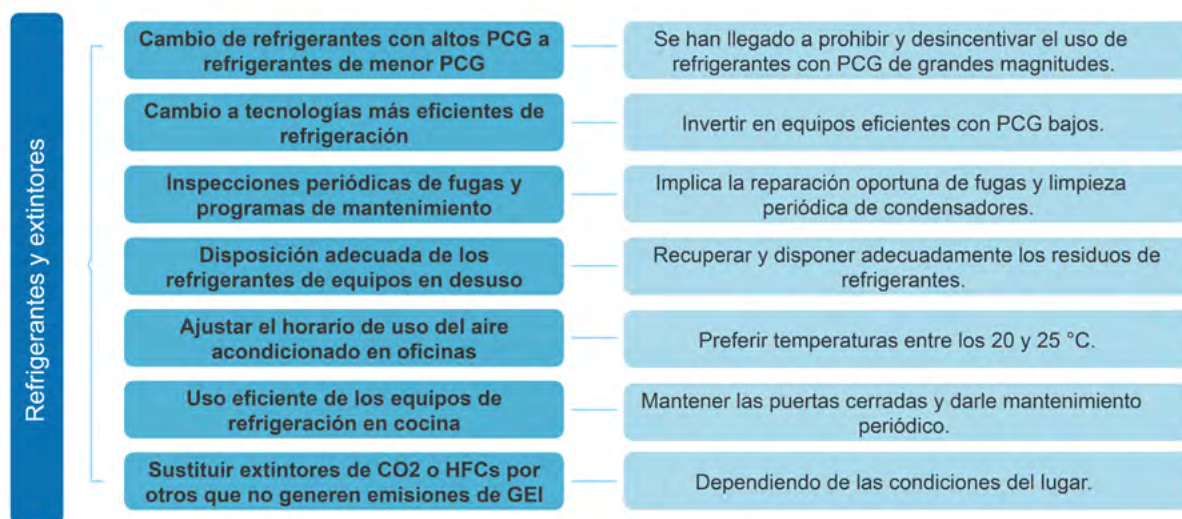 Refrigerantes y extintores
Cambio de refrigerantes con altos PCG a
refrigerantes de menor PCG
Se han llegado a prohibir y desincentivar el uso de
refrigerantes con PCG de grandes magnitudes.
Cambio a tecnologías más eficientes de
refrigeración
Invertir en equipos eficientes con PCG bajos.
Inspecciones periódicas de fugas y
programas de mantenimiento
Implica la reparación oportuna de fugas y limpieza
periódica de condensadores.
Disposición adecuada de los
refrigerantes de equipos en desuso
Recuperar y disponer adecuadamente los residuos de
refrigerantes.
Ajustar el horario de uso del aire
acondicionado en oficinas
Preferir temperaturas entre los 20 y 25 °C.
Uso eficiente de los equipos de
refrigeración en cocina
Mantener las puertas cerradas y darle mantenimiento
periódico.
Sustituir extintores de CO2 o HFCs por
otros que no generen emisiones de GEI
Dependiendo de las condiciones del lugar.